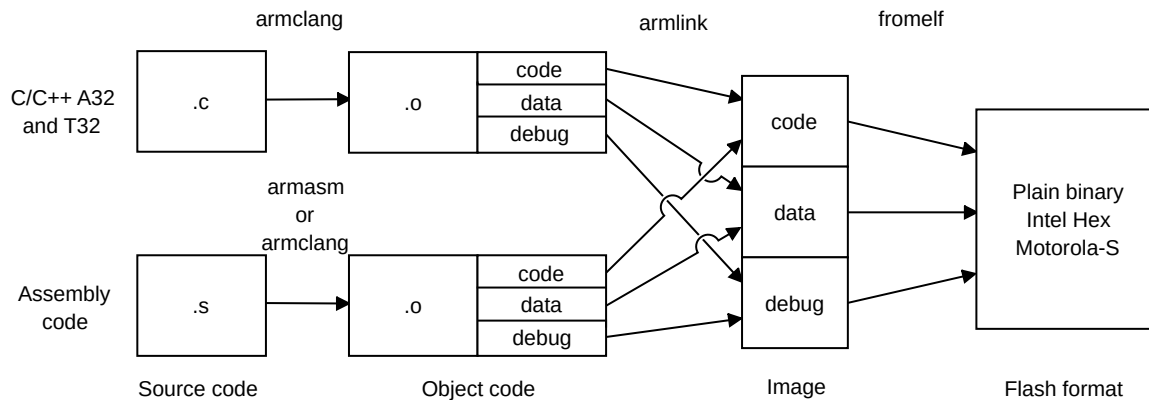 armclang
armlink
fromelf
C/C++ A32
and T32
.c
.o
code
data
debug
armasm
or
armclang
Assembly
code
.s
.o
code
data
debug
code
data
debug
Plain binary
Intel Hex
Motorola-S
Source code
Object code
Image
Flash format